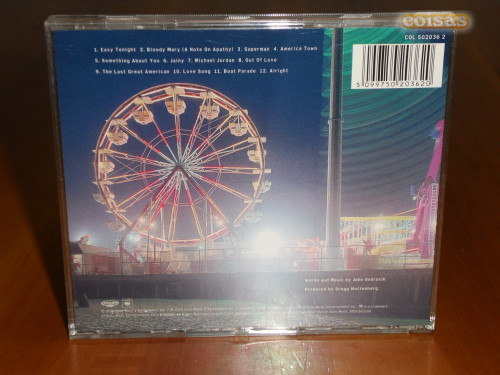 coisas
COL 502036 2
1. Easy Tonight 2. Bloody Mary (A Note On Apathy) 3. Superman 4. America Town
5. Something About You 6. Jainy 7. Michael Jordan 8. Out Of Love
9. The Last Great American 10. Love Song 11. Boat Parade 12. Alright
5 099750 203620
Words and Music by John Ondrasik
Produced by Gregg Wattenberg